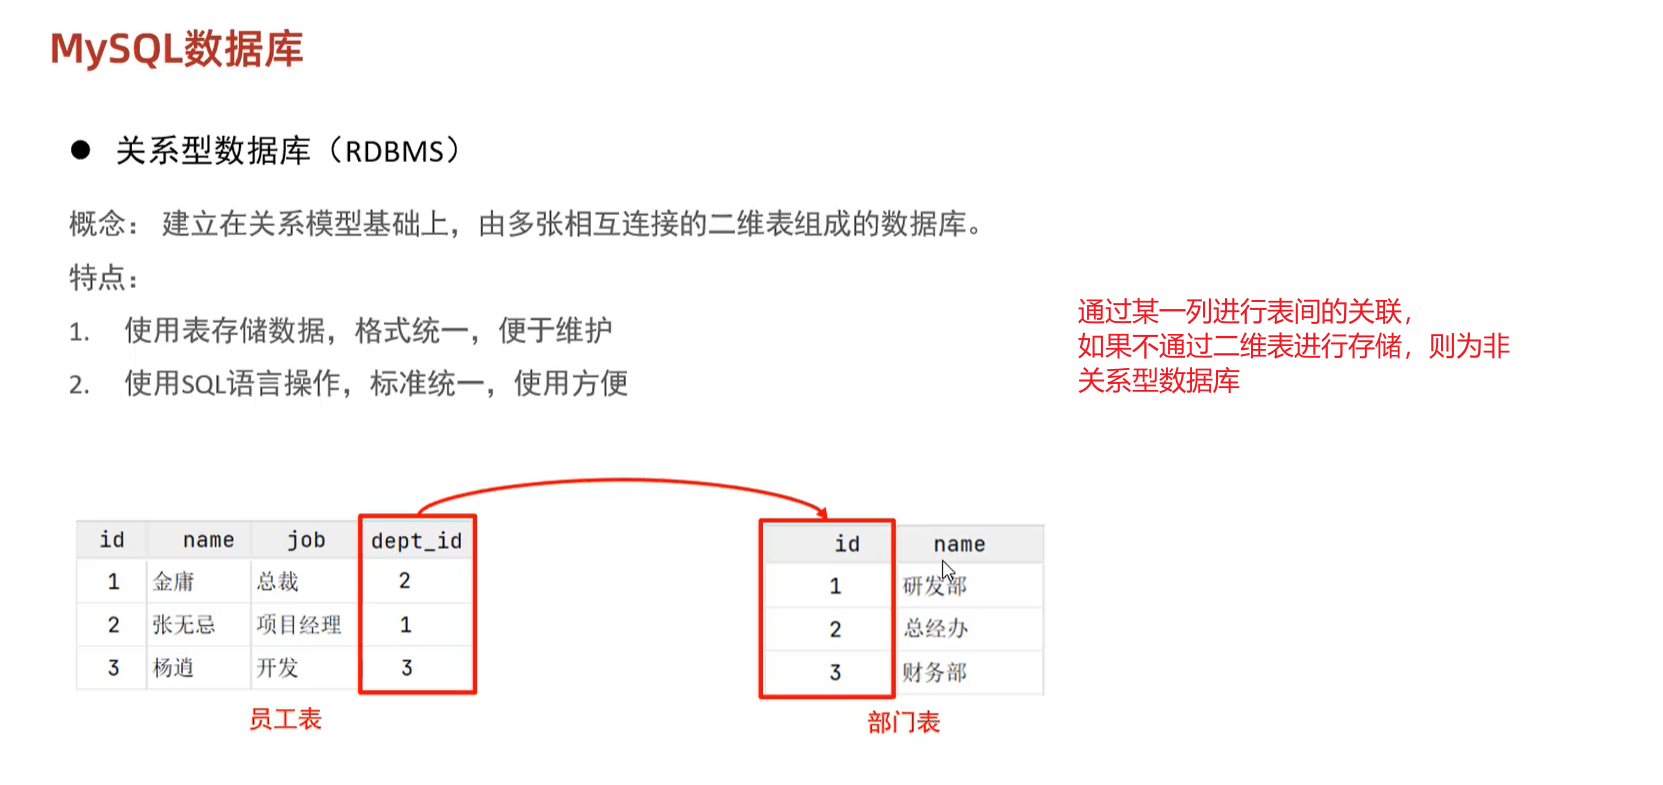 MySQL数据库
● 关系型数据库（RDBMS）
概念： 建立在关系模型基础上，由多张相互连接的二维表组成的数据库。
特点：
1. 使用表存储数据，格式统一，便于维护
2. 使用SQL语言操作，标准统一，使用方便
通过某一列进行表间的关联，
如果不通过二维表进行存储，则为非
关系型数据库
id name job dept_id
1 金庸 总裁 2
2 张无忌 项目经理 1
3 杨逍 开发 3
员工表
id name
1 研发部
2 总经办
3 财务部
部门表